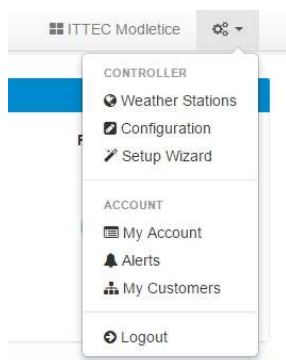 ITTEC Modletice
CONTROLLER
Weather Stations
Configuration
Setup Wizard
ACCOUNT
My Account
Alerts
My Customers
Logout